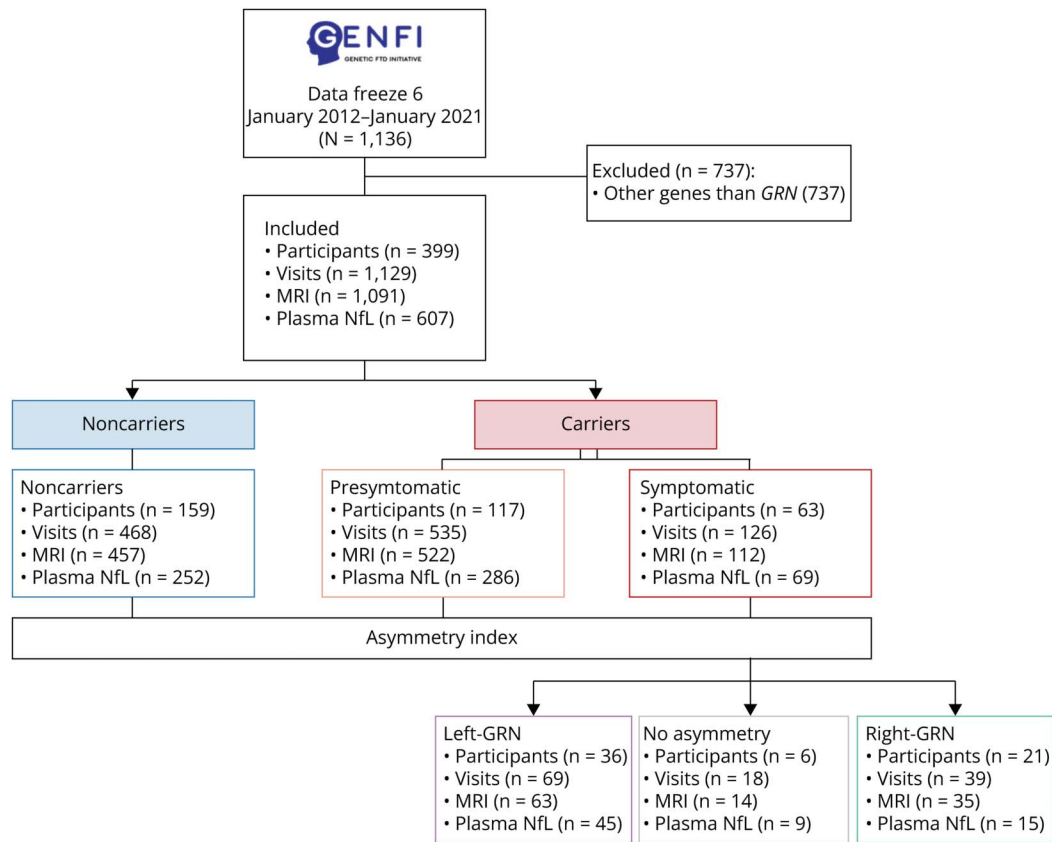 GENFI
GENETIC FTD INITIATIVE
Data freeze 6
January 2012–January 2021
(N = 1,136)
Excluded (n = 737):
• Other genes than GRN (737)
Included
• Participants (n = 399)
• Visits (n = 1,129)
• MRI (n = 1,091)
• Plasma NfL (n = 607)
Noncarriers
Carriers
Noncarriers
• Participants (n = 159)
• Visits (n = 468)
• MRI (n = 457)
• Plasma NfL (n = 252)
Presymtomatic
• Participants (n = 117)
• Visits (n = 535)
• MRI (n = 522)
• Plasma NfL (n = 286)
Symptomatic
• Participants (n = 63)
• Visits (n = 126)
• MRI (n = 112)
• Plasma NfL (n = 69)
Asymmetry index
Left-GRN
• Participants (n = 36)
• Visits (n = 69)
• MRI (n = 63)
• Plasma NfL (n = 45)
No asymmetry
• Participants (n = 6)
• Visits (n = 18)
• MRI (n = 14)
• Plasma NfL (n = 9)
Right-GRN
• Participants (n = 21)
• Visits (n = 39)
• MRI (n = 35)
• Plasma NfL (n = 15)